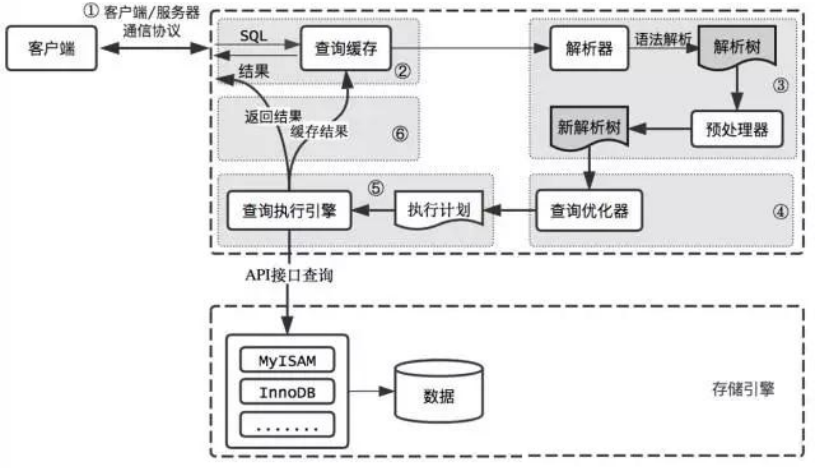 ① 客户端/服务器
通信协议
客户端
SQL
结果
查询缓存
②
解析器
语法解析
解析树
③
预处理器
新解析树
返回结果
缓存结果
⑥
查询执行引擎
⑤
执行计划
查询优化器
④
API接口查询
MyISAM
InnoDB
.......
数据
存储引擎